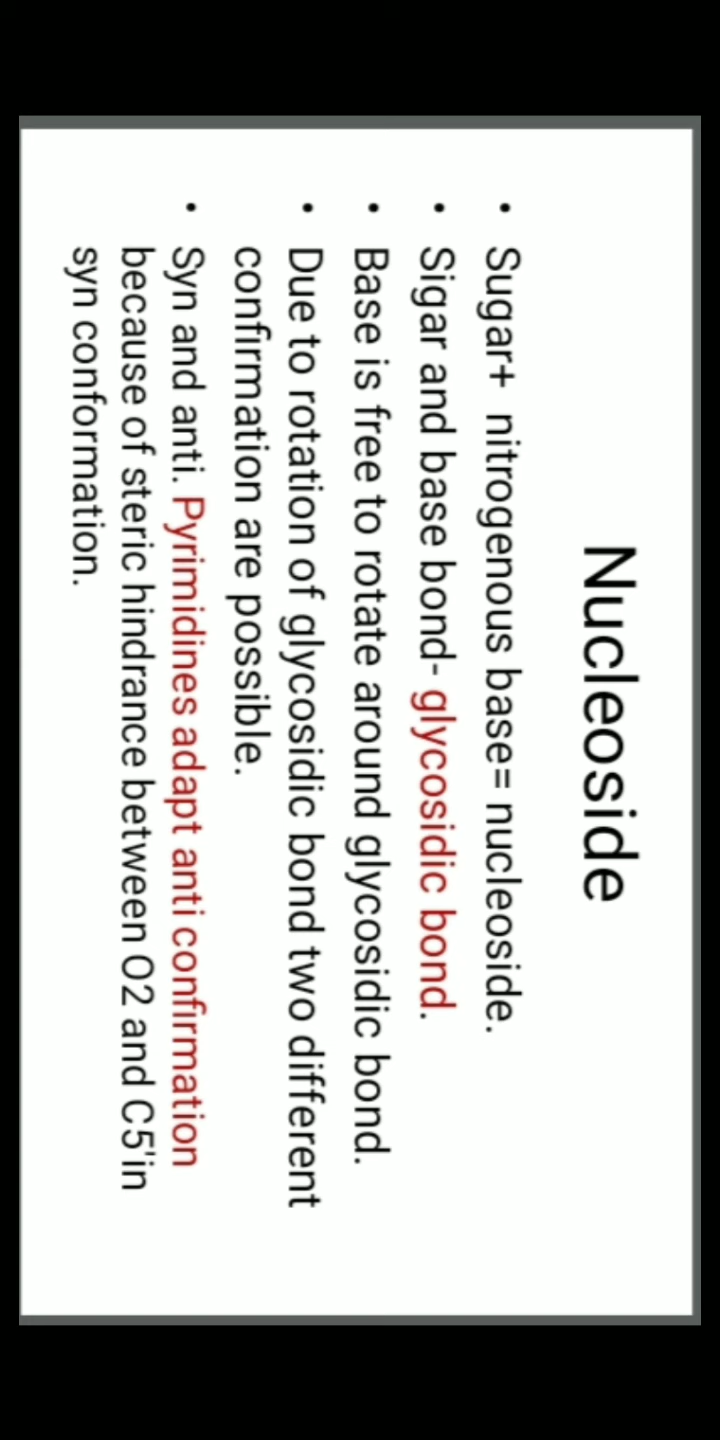 Nucleoside
• Sugar+ nitrogenous base= nucleoside.
• Sigar and base bond- glycosidic bond.
• Base is free to rotate around glycosidic bond.
• Due to rotation of glycosidic bond two different
confirmation are possible.
• Syn and anti. Pyrimidines adapt anti confirmation
because of steric hindrance between O2 and C5'in
syn conformation.